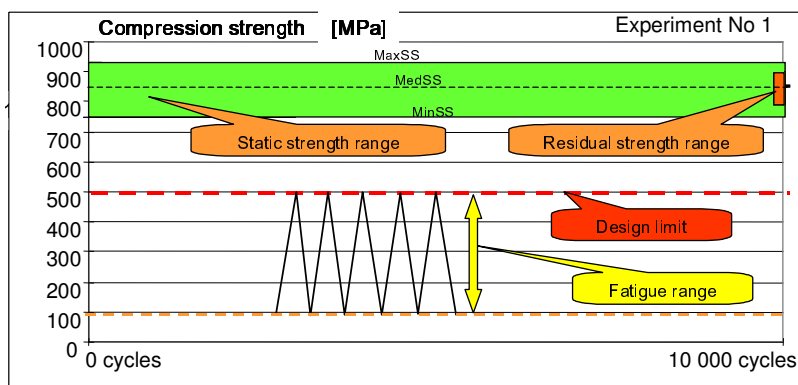 Compression strength [MPa]
Experiment No 1
1000
900
800
700
600
500
400
300
200
100
0
MaxSS
MedSS
MinSS
Static strength range
Residual strength range
Design limit
Fatigue range
0 cycles
10 000 cycles